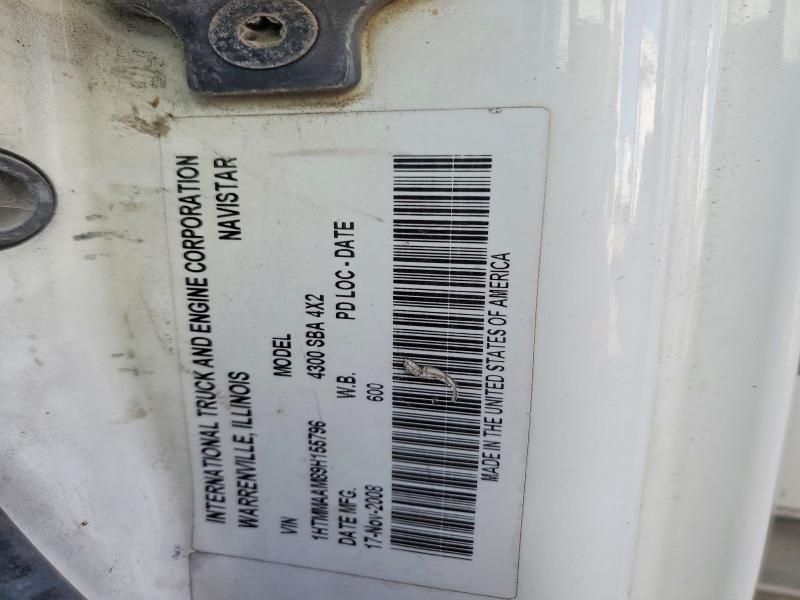 INTERNATIONAL TRUCK AND ENGINE CORPORATION
WARRENVILLE, ILLINOIS NAVISTAR
VIN MODEL
1HTMMAAM39H155796 4300 SBA 4X2
DATE MFG. W.B. PD LOC - DATE
17-Nov-2008 600
MADE IN THE UNITED STATES OF AMERICA